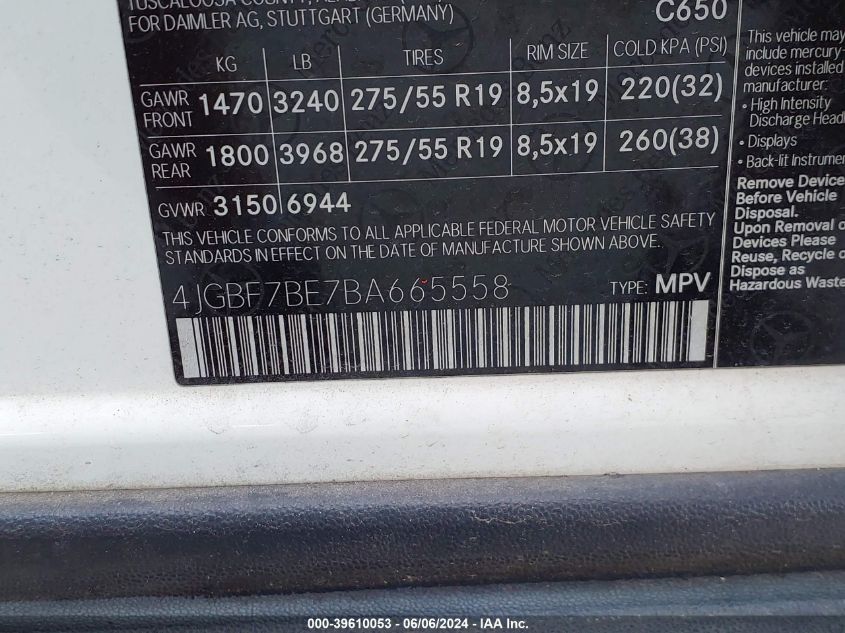 TUSCALOOSA COUNTY,
FOR DAIMLER AG, STUTTGART (GERMANY)
C650
KG LB TIRES RIM SIZE COLD KPA (PSI)
GAWR FRONT 1470 3240 275/55 R19 8,5x19 220(32)
GAWR REAR 1800 3968 275/55 R19 8,5x19 260(38)
GVWR 3150 6944
THIS VEHICLE CONFORMS TO ALL APPLICABLE FEDERAL MOTOR VEHICLE SAFETY
STANDARDS IN EFFECT ON THE DATE OF MANUFACTURE SHOWN ABOVE.
4JGBF7BE7BA665558 TYPE: MPV
This vehicle may
include mercury-
devices installed
manufacturer:
• High Intensity
Discharge Head
• Displays
• Back-lit Instrumen
Remove Device
Before Vehicle
Disposal.
Upon Removal o
Devices Please
Reuse, Recycle o
Dispose as
Hazardous Waste
000-39610053 - 06/06/2024 - IAA Inc.